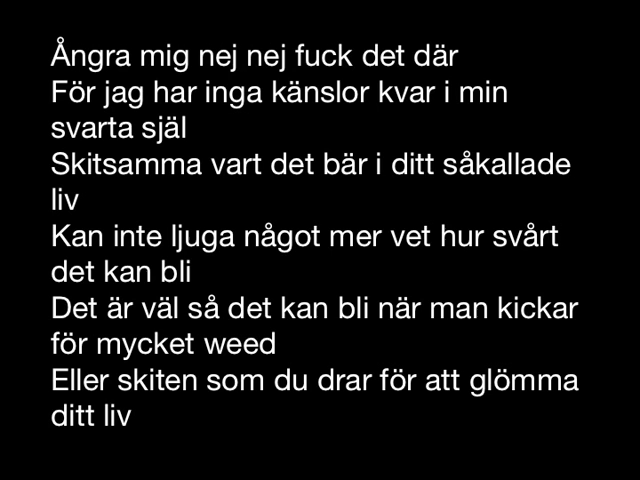 Ångra mig nej nej fuck det där
För jag har inga känslor kvar i min
svarta själ
Skitsamma vart det bär i ditt såkallade
liv
Kan inte ljuga något mer vet hur svårt
det kan bli
Det är väl så det kan bli när man kickar
för mycket weed
Eller skiten som du drar för att glömma
ditt liv